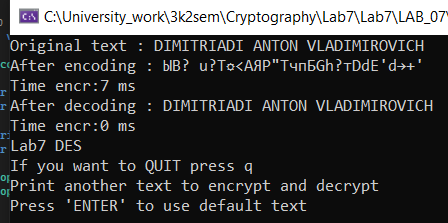 C:\University_work\3k2sem\Cryptography\Lab7\Lab7\LAB_07\
Original text : DIMITRIADI ANTON VLADIMIROVICH
After encoding : ЫВ? u?T¤<АЯР"ТчпБGh?тDdE'd→+'
Time encr:7 ms
After decoding : DIMITRIADI ANTON VLADIMIROVICH
Time encr:0 ms
Lab7 DES
If you want to QUIT press q
Print another text to encrypt and decrypt
Press 'ENTER' to use default text